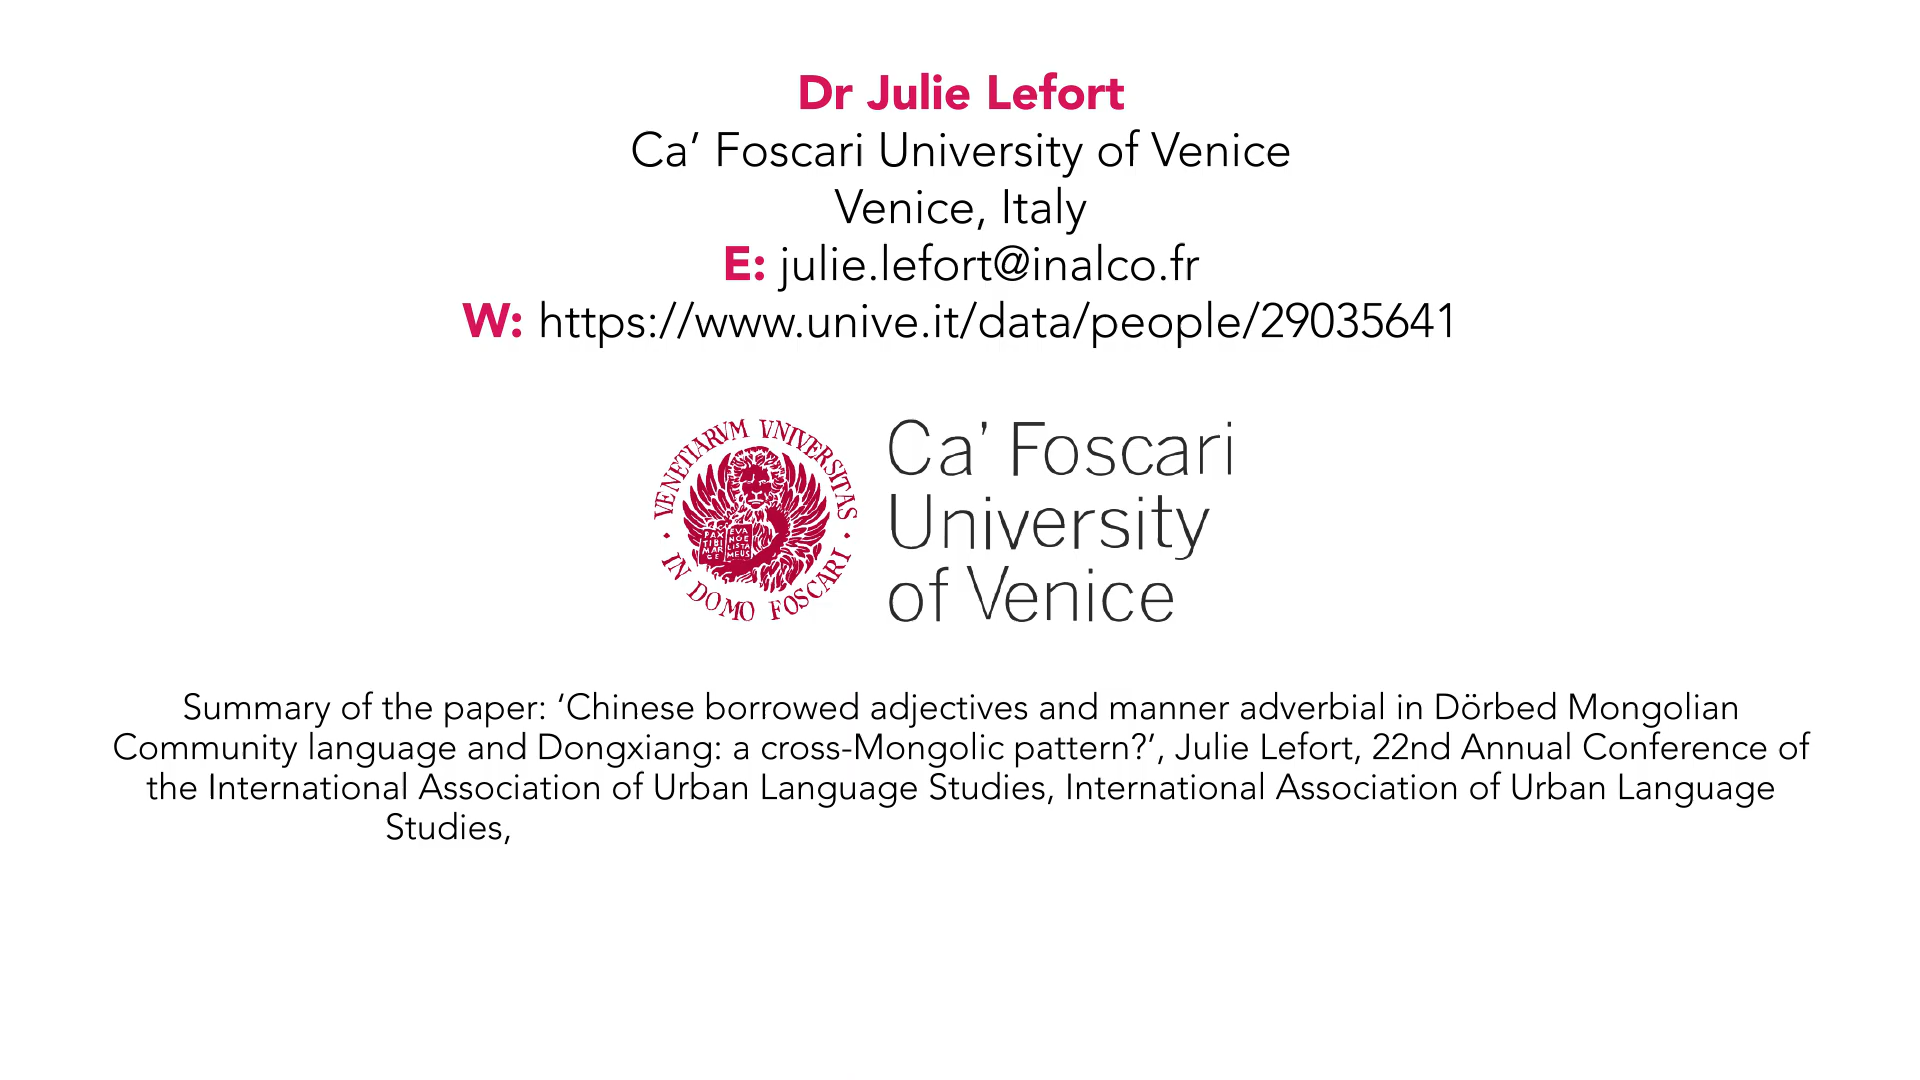 Dr Julie Lefort
Ca’ Foscari University of Venice
Venice, Italy
E: julie.lefort@inalco.fr
W: https://www.unive.it/data/people/29035641
VENETIARVM VNIVERSITAS
IN DOMO FOSCARI
PAX
TIBI
MAR
CE
EVA
NGE
LISTA
MEUS
Ca’ Foscari
University
of Venice
Summary of the paper: ‘Chinese borrowed adjectives and manner adverbial in Dörbed Mongolian
Community language and Dongxiang: a cross-Mongolic pattern?’, Julie Lefort, 22nd Annual Conference of
the International Association of Urban Language Studies, International Association of Urban Language
Studies,